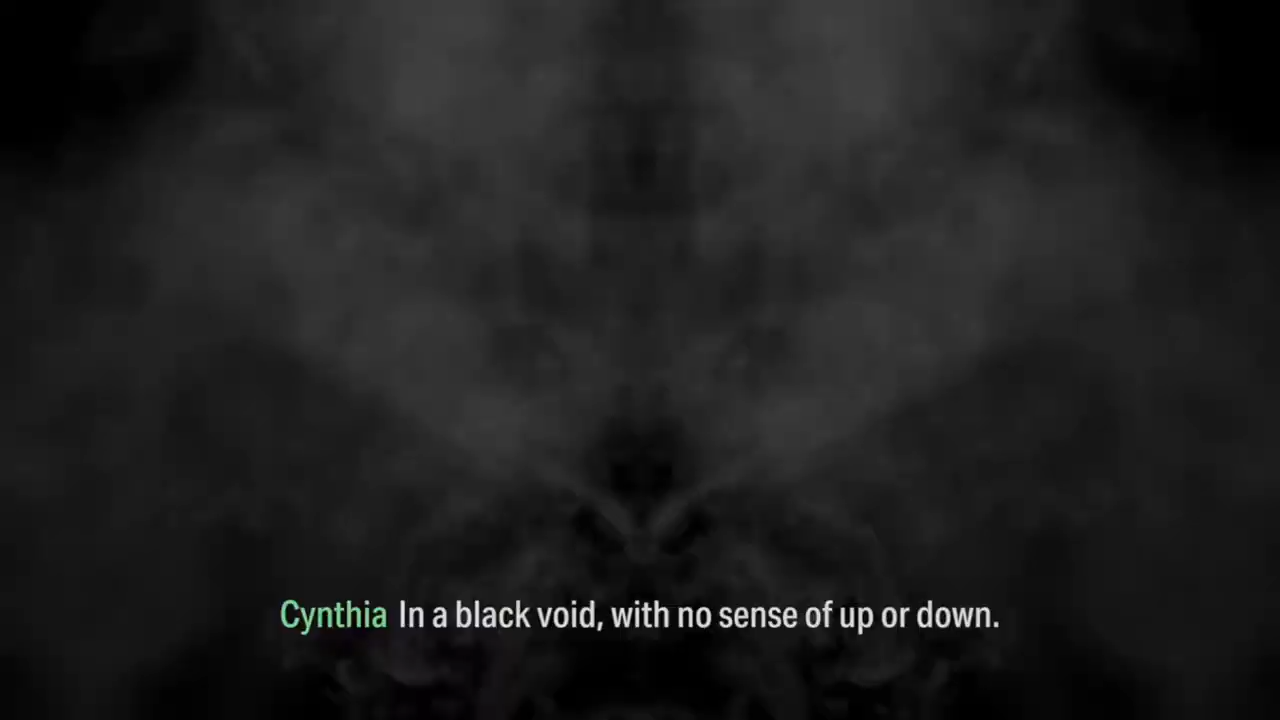 Cynthia In a black void, with no sense of up or down.